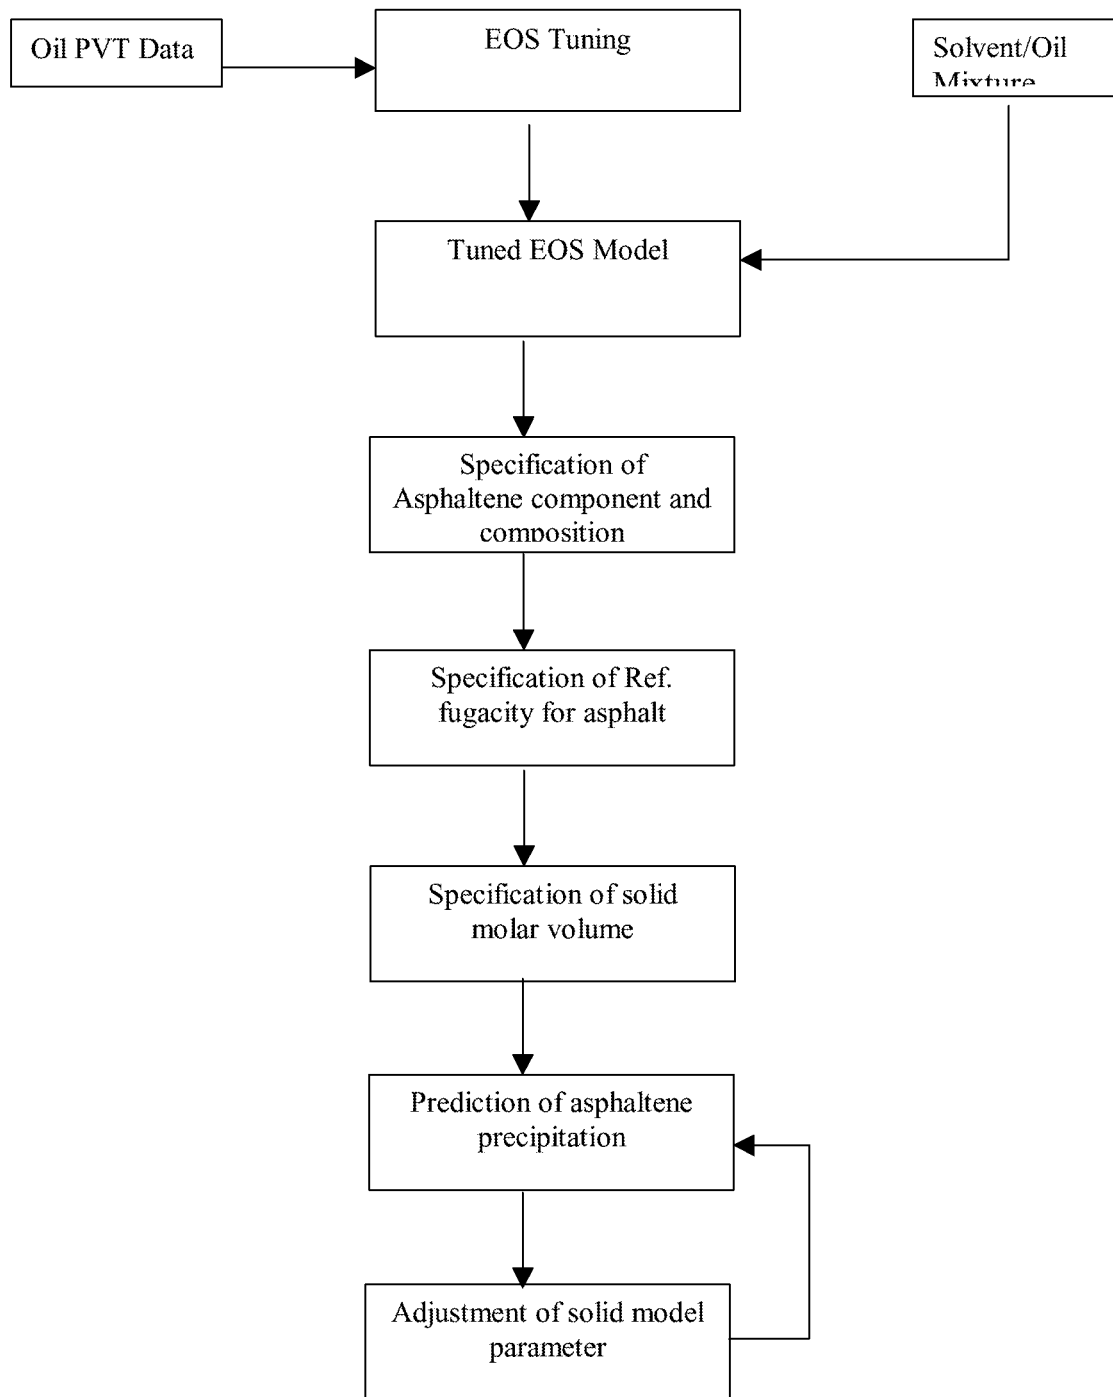 Oil PVT Data
EOS Tuning
Solvent/Oil
Mixture
Tuned EOS Model
Specification of
Asphaltene component and
composition
Specification of Ref.
fugacity for asphalt
Specification of solid
molar volume
Prediction of asphaltene
precipitation
Adjustment of solid model
parameter